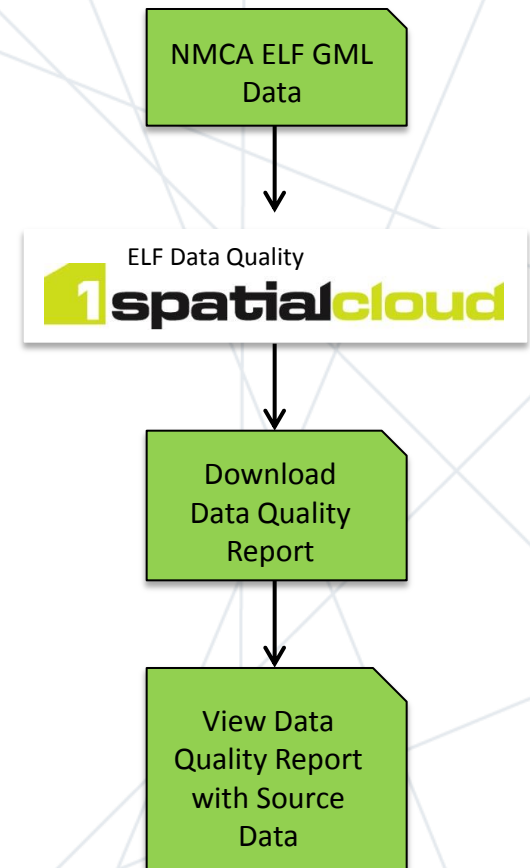 NMCA ELF GML
Data
ELF Data Quality
1spatialcloud
Download
Data Quality
Report
View Data
Quality Report
with Source
Data